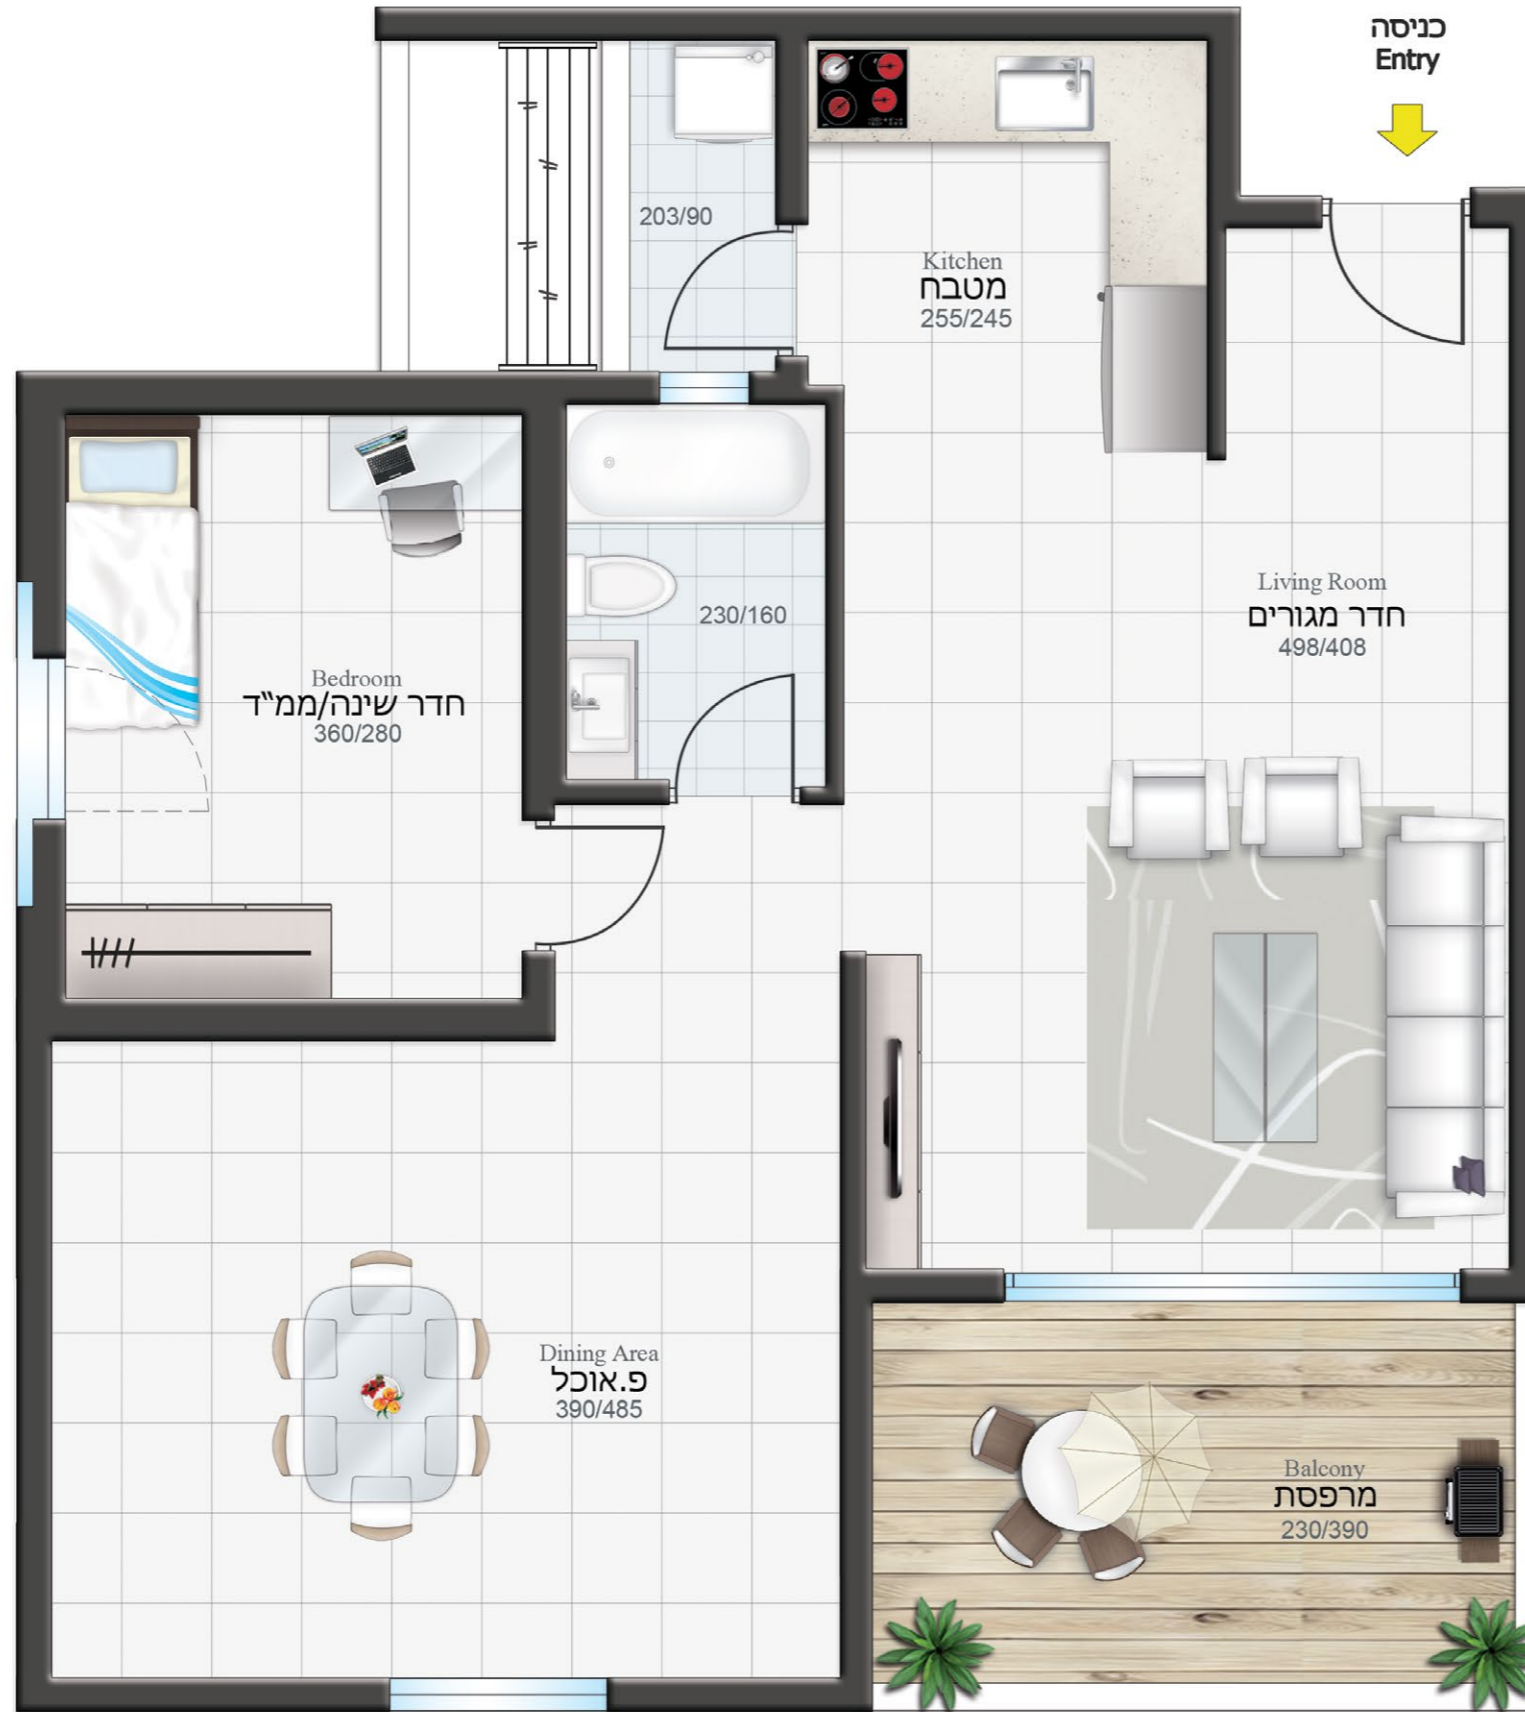 כניסה
Entry
203/90
Kitchen
מטבח
255/245
Living Room
חדר מגורים
498/408
230/160
Bedroom
חדר שינה/ממ"ד
360/280
Dining Area
פ.אוכל
390/485
Balcony
מרפסת
230/390